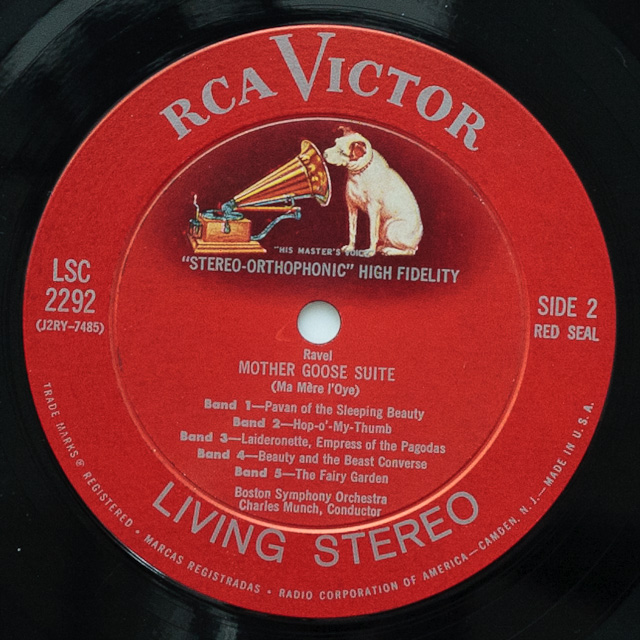 RCA VICTOR
"HIS MASTER'S VOICE"
"STEREO-ORTHOPHONIC" HIGH FIDELITY
LSC
2292
(J2RY-7485)
SIDE 2
RED SEAL
Ravel
MOTHER GOOSE SUITE
(Ma Mère l'Oye)
Band 1—Pavan of the Sleeping Beauty
Band 2—Hop-o'-My-Thumb
Band 3—Laideronette, Empress of the Pagodas
Band 4—Beauty and the Beast Converse
Band 5—The Fairy Garden
Boston Symphony Orchestra
Charles Munch, Conductor
LIVING STEREO
TRADE MARKS ® REGISTERED • MARCAS REGISTRADAS • RADIO CORPORATION OF AMERICA—CAMDEN, N. J.—MADE IN U. S. A.